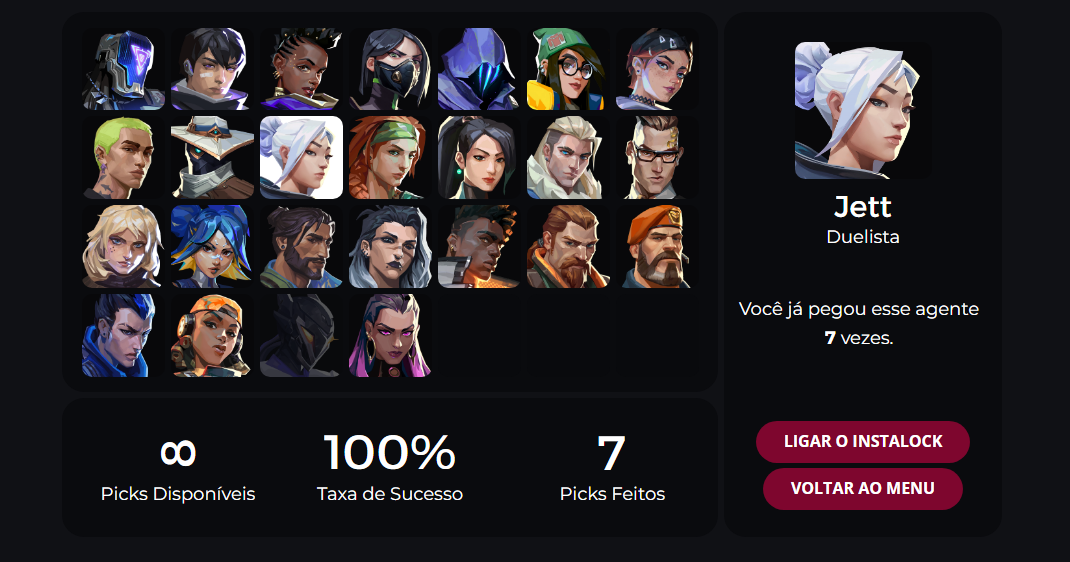 Jett
Duelista
Você já pegou esse agente
7 vezes.
LIGAR O INSTALOCK
VOLTAR AO MENU
∞
Picks Disponíveis
100%
Taxa de Sucesso
7
Picks Feitos